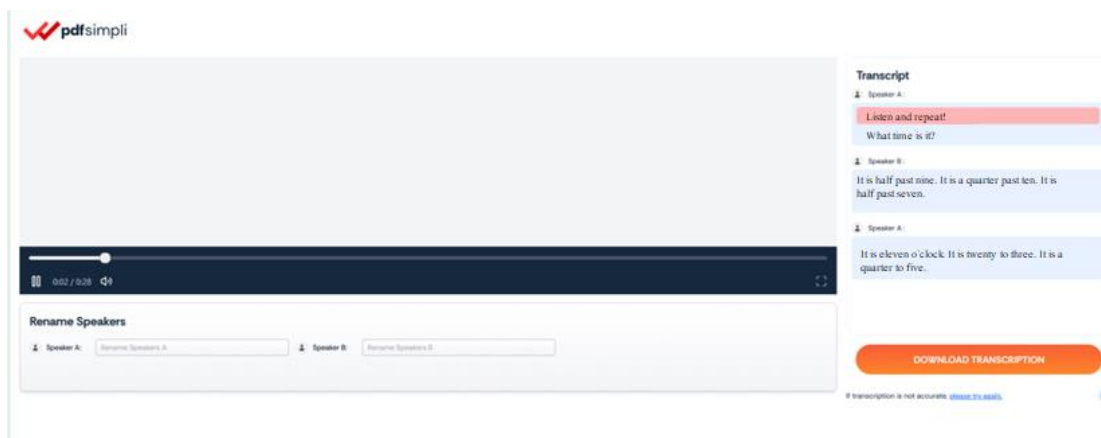 pdfsimpli
Transcript
Speaker A:
Listen and repeat!
What time is it?
Speaker B:
It is half past nine. It is a quarter past ten. It is
half past seven.
Speaker A:
It is eleven o'clock. It is twenty to three. It is a
quarter to five.
0:02 / 0:28
Rename Speakers
Speaker A: Rename Speakers A
Speaker B: Rename Speakers B
DOWNLOAD TRANSCRIPTION
If transcription is not accurate, please try again.